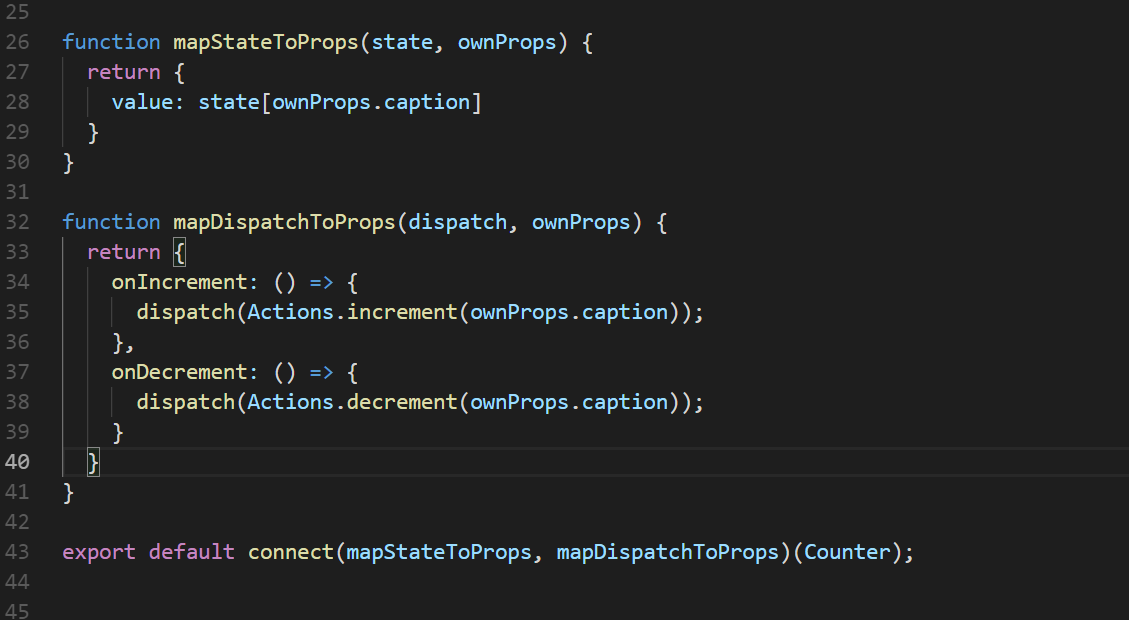 25
26 function mapStateToProps(state, ownProps) {
27   return {
28     value: state[ownProps.caption]
29   }
30 }
31
32 function mapDispatchToProps(dispatch, ownProps) {
33   return {
34     onIncrement: () => {
35       dispatch(Actions.increment(ownProps.caption));
36     },
37     onDecrement: () => {
38       dispatch(Actions.decrement(ownProps.caption));
39     }
40   }
41 }
42
43 export default connect(mapStateToProps, mapDispatchToProps)(Counter);
44
45